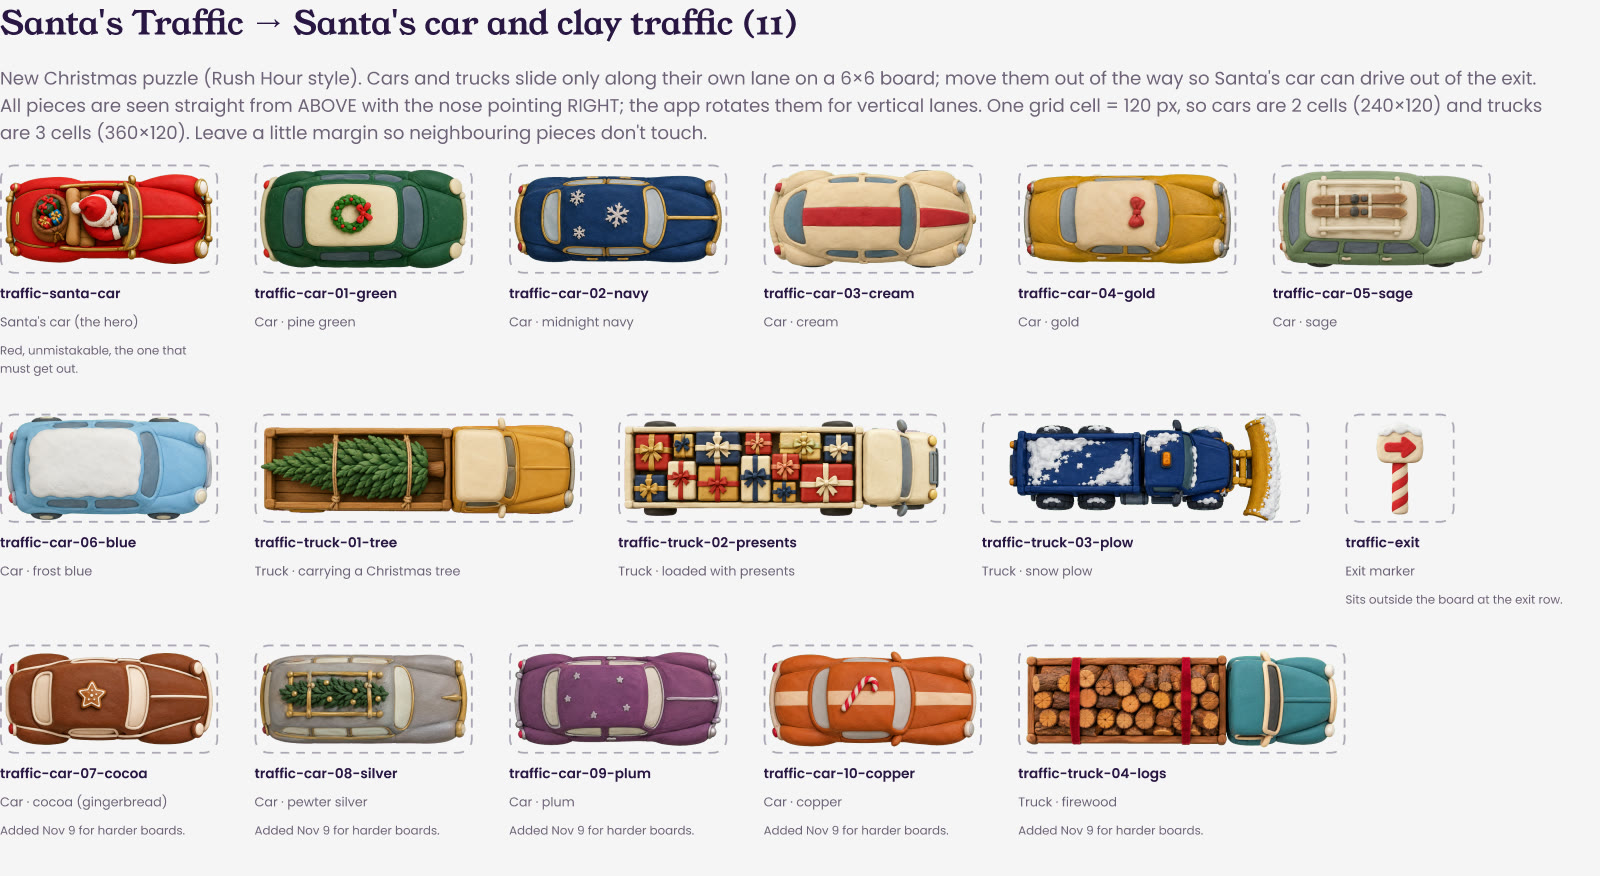 Santa's Traffic → Santa's car and clay traffic (11)
New Christmas puzzle (Rush Hour style). Cars and trucks slide only along their own lane on a 6×6 board; move them out of the way so Santa's car can drive out of the exit.
All pieces are seen straight from ABOVE with the nose pointing RIGHT; the app rotates them for vertical lanes. One grid cell = 120 px, so cars are 2 cells (240×120) and trucks
are 3 cells (360×120). Leave a little margin so neighbouring pieces don't touch.
traffic-santa-car
Santa's car (the hero)
Red, unmistakable, the one that
must get out.
traffic-car-01-green
Car · pine green
traffic-car-02-navy
Car · midnight navy
traffic-car-03-cream
Car · cream
traffic-car-04-gold
Car · gold
traffic-car-05-sage
Car · sage
traffic-car-06-blue
Car · frost blue
traffic-truck-01-tree
Truck · carrying a Christmas tree
traffic-truck-02-presents
Truck · loaded with presents
traffic-truck-03-plow
Truck · snow plow
traffic-exit
Exit marker
Sits outside the board at the exit row.
traffic-car-07-cocoa
Car · cocoa (gingerbread)
Added Nov 9 for harder boards.
traffic-car-08-silver
Car · pewter silver
Added Nov 9 for harder boards.
traffic-car-09-plum
Car · plum
Added Nov 9 for harder boards.
traffic-car-10-copper
Car · copper
Added Nov 9 for harder boards.
traffic-truck-04-logs
Truck · firewood
Added Nov 9 for harder boards.